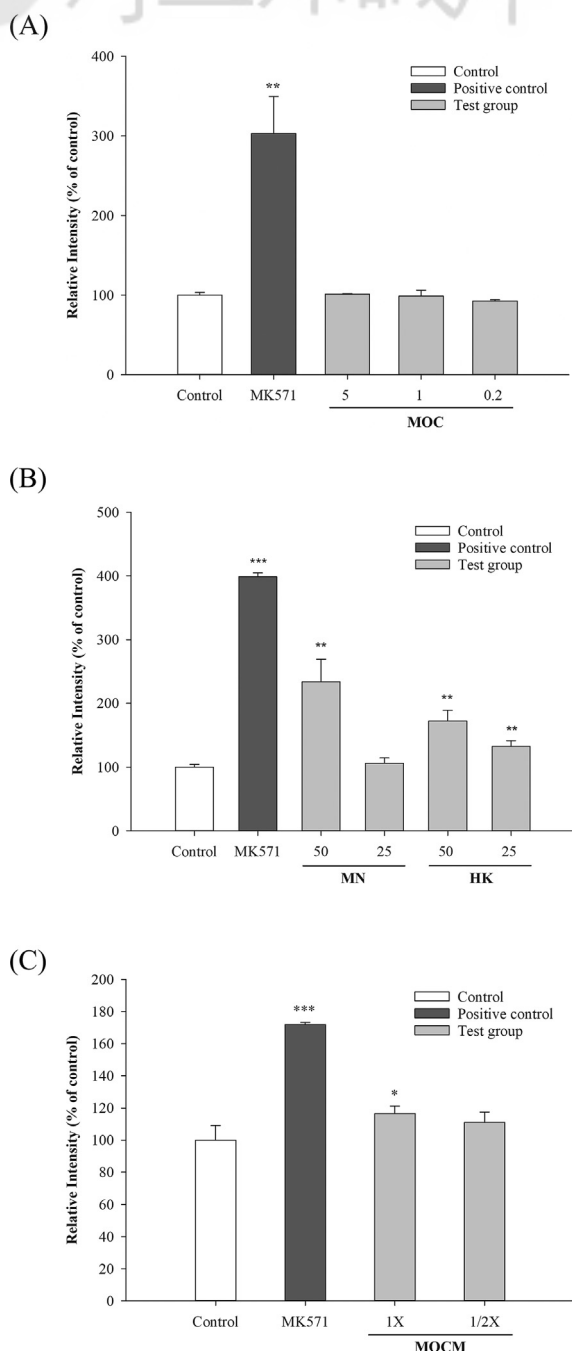 (A)
400
300
200
100
0
Relative Intensity (% of control)
**
Control
Positive control
Test group
Control MK571 5 1 0.2
MOC
(B)
500
400
300
200
100
0
Relative Intensity (% of control)
***
**
**
**
Control
Positive control
Test group
Control MK571 50 25 50 25
MN HK
(C)
200
180
160
140
120
100
80
60
40
20
0
Relative Intensity (% of control)
***
*
Control
Positive control
Test group
Control MK571 1X 1/2X
MOCM